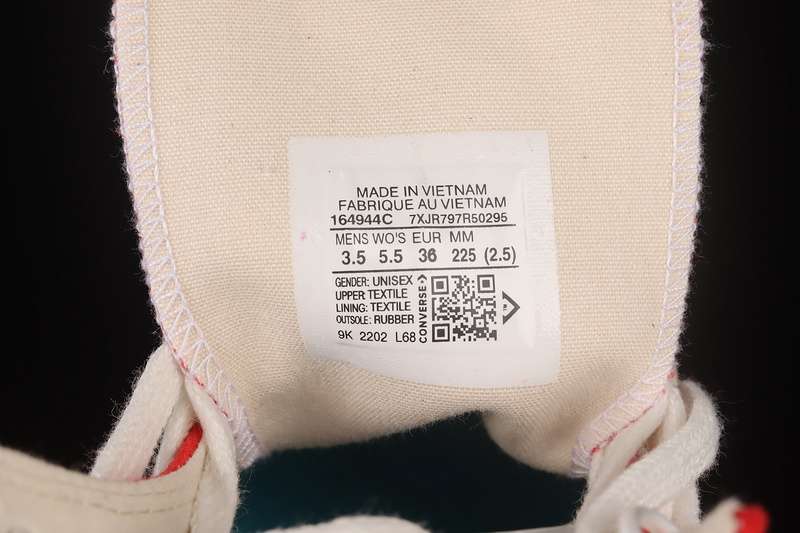 MADE IN VIETNAM
FABRIQUE AU VIETNAM
164944C 7XJR797R50295
MENS WO'S EUR MM
3.5 5.5 36 225 (2.5)
GENDER: UNISEX
UPPER: TEXTILE
LINING: TEXTILE
OUTSOLE: RUBBER
9K 2202 L68
CONVERSE